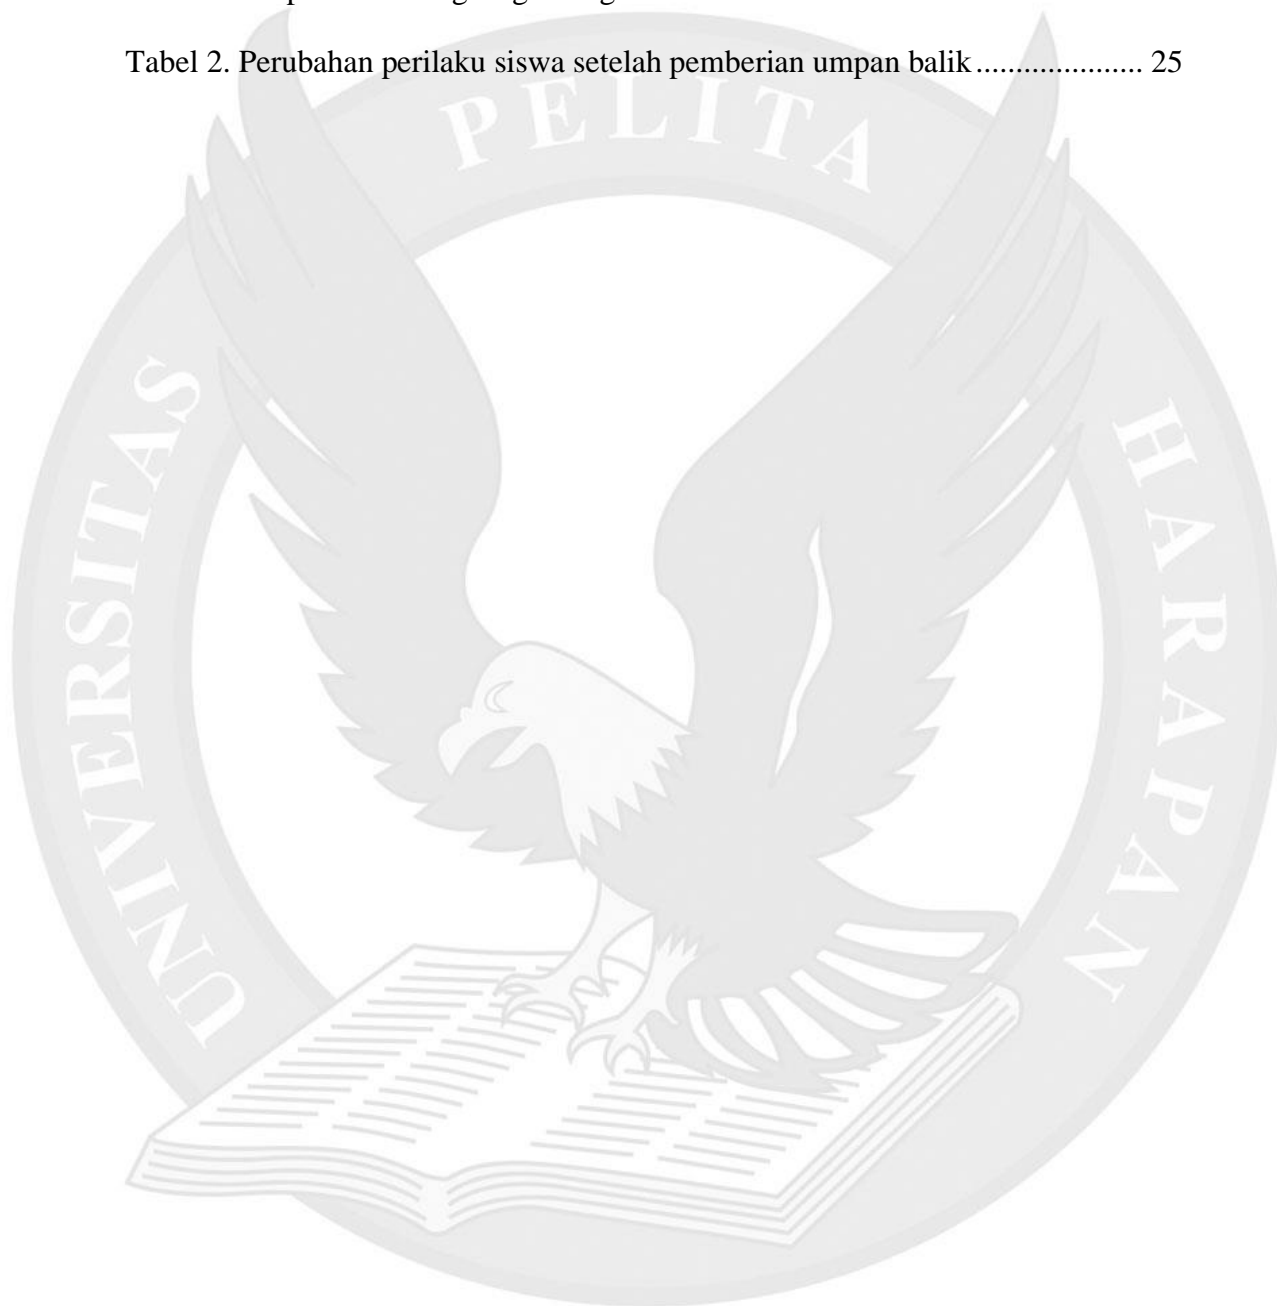 Tabel 2. Perubahan perilaku siswa setelah pemberian umpan balik .................... 25
PELITA
UNIVERSITAS
HARAPAN